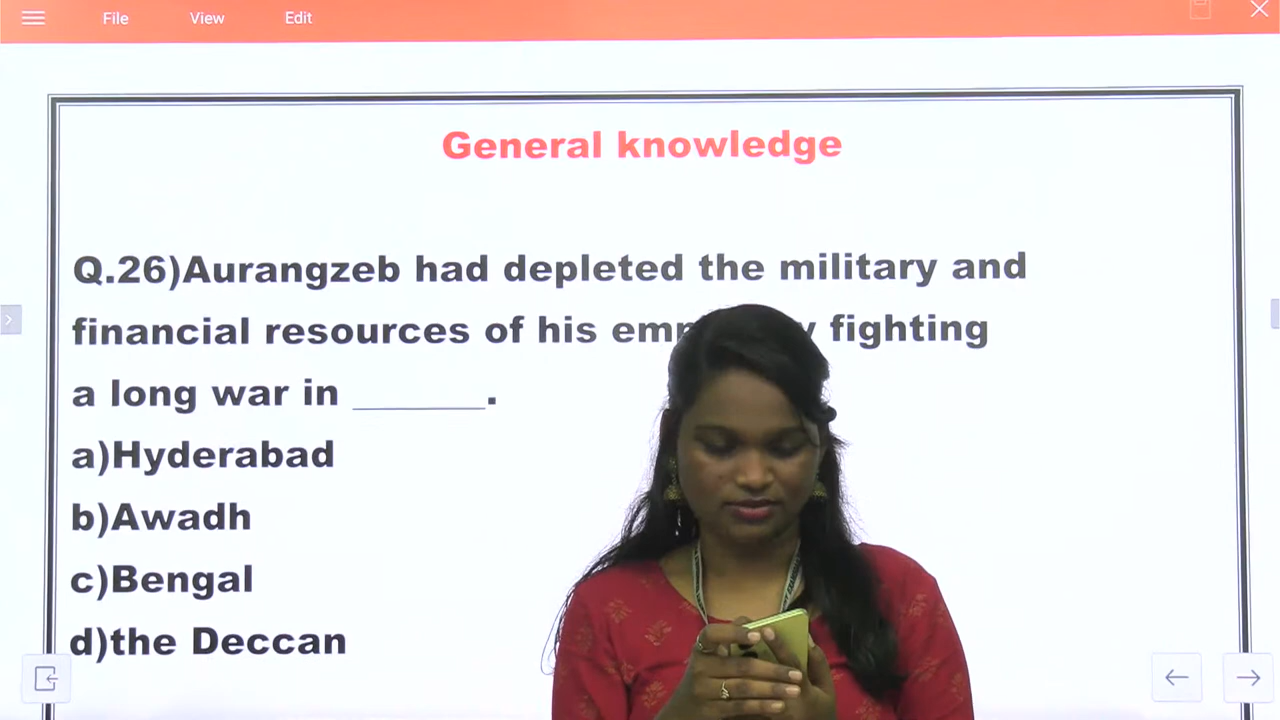 File View Edit
General knowledge
Q.26)Aurangzeb had depleted the military and
financial resources of his fighting
a long war in _______.
a)Hyderabad
b)Awadh
c)Bengal
d)the Deccan